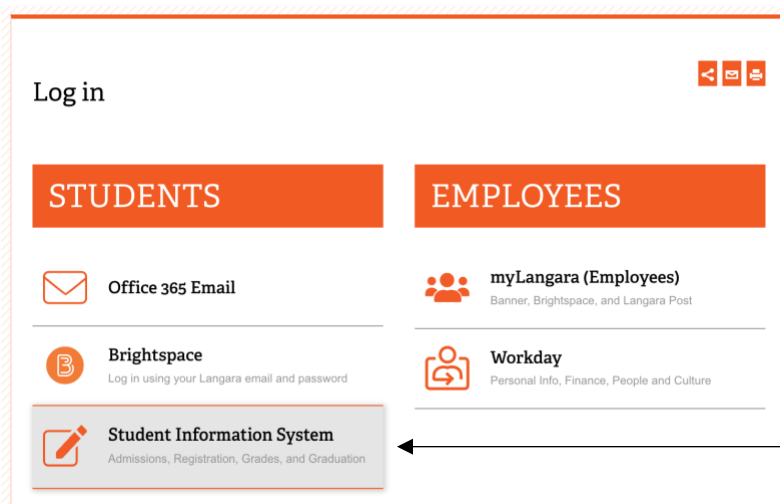 Log in
STUDENTS
Office 365 Email
Brightspace
Log in using your Langara email and password
Student Information System
Admissions, Registration, Grades, and Graduation
EMPLOYEES
myLangara (Employees)
Banner, Brightspace, and Langara Post
Workday
Personal Info, Finance, People and Culture